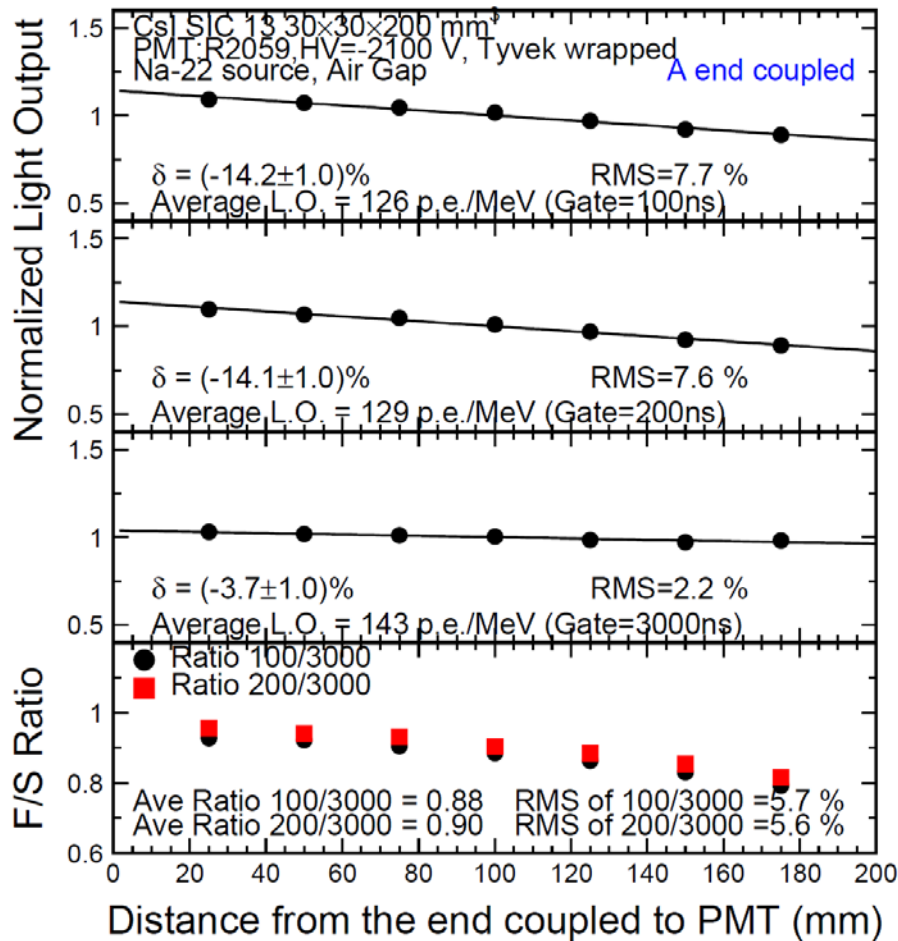 CsI SIC 13 30×30×200 mm³
PMT:R2059,HV=-2100 V, Tyvek wrapped
Na-22 source, Air Gap
A end coupled
1.5
1
0.5
δ = (-14.2±1.0)%
RMS=7.7 %
Average L.O. = 126 p.e./MeV (Gate=100ns)
Normalized Light Output
1.5
1
0.5
δ = (-14.1±1.0)%
RMS=7.6 %
Average L.O. = 129 p.e./MeV (Gate=200ns)
1.5
1
0.5
δ = (-3.7±1.0)%
RMS=2.2 %
Average L.O. = 143 p.e./MeV (Gate=3000ns)
Ratio 100/3000
Ratio 200/3000
F/S Ratio
1
0.8
0.6
Ave Ratio 100/3000 = 0.88 RMS of 100/3000 =5.7 %
Ave Ratio 200/3000 = 0.90 RMS of 200/3000 =5.6 %
0 20 40 60 80 100 120 140 160 180 200
Distance from the end coupled to PMT (mm)